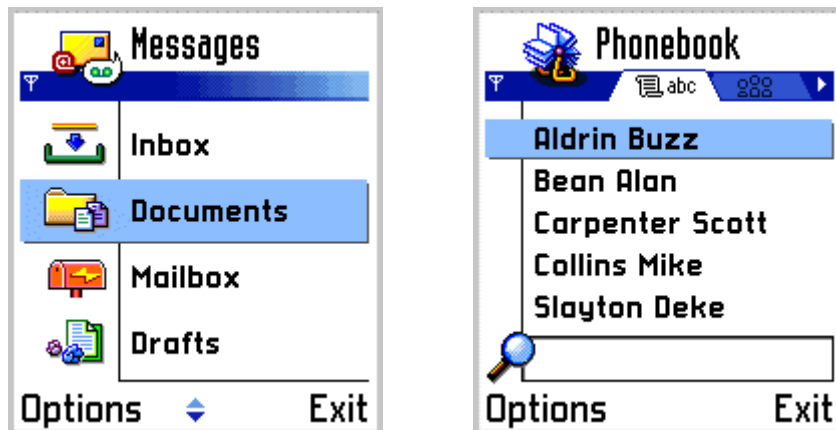 Messages
Inbox
Documents
Mailbox
Drafts
Options Exit
Phonebook
abc
Aldrin Buzz
Bean Alan
Carpenter Scott
Collins Mike
Slayton Deke
Options Exit